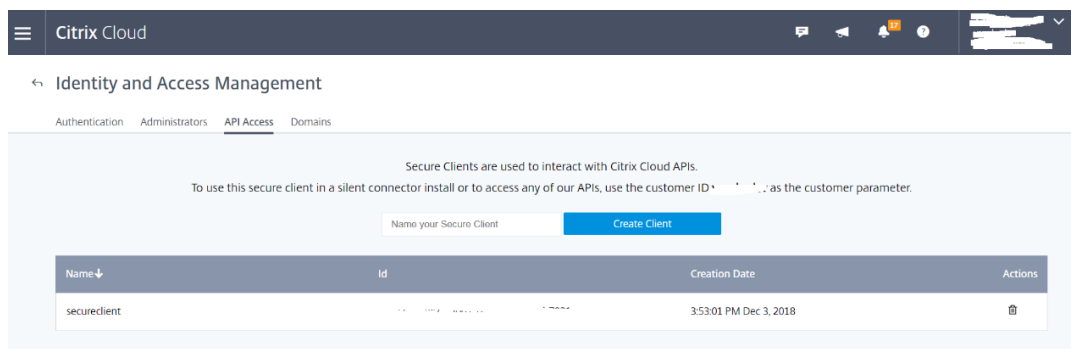 Citrix Cloud
17
?
Identity and Access Management
Authentication Administrators API Access Domains
Secure Clients are used to interact with Citrix Cloud APIs.
To use this secure client in a silent connector install or to access any of our APIs, use the customer ID as the customer parameter.
Name your Secure Client Create Client
Name Id Creation Date Actions
secureclient 3:53:01 PM Dec 3, 2018